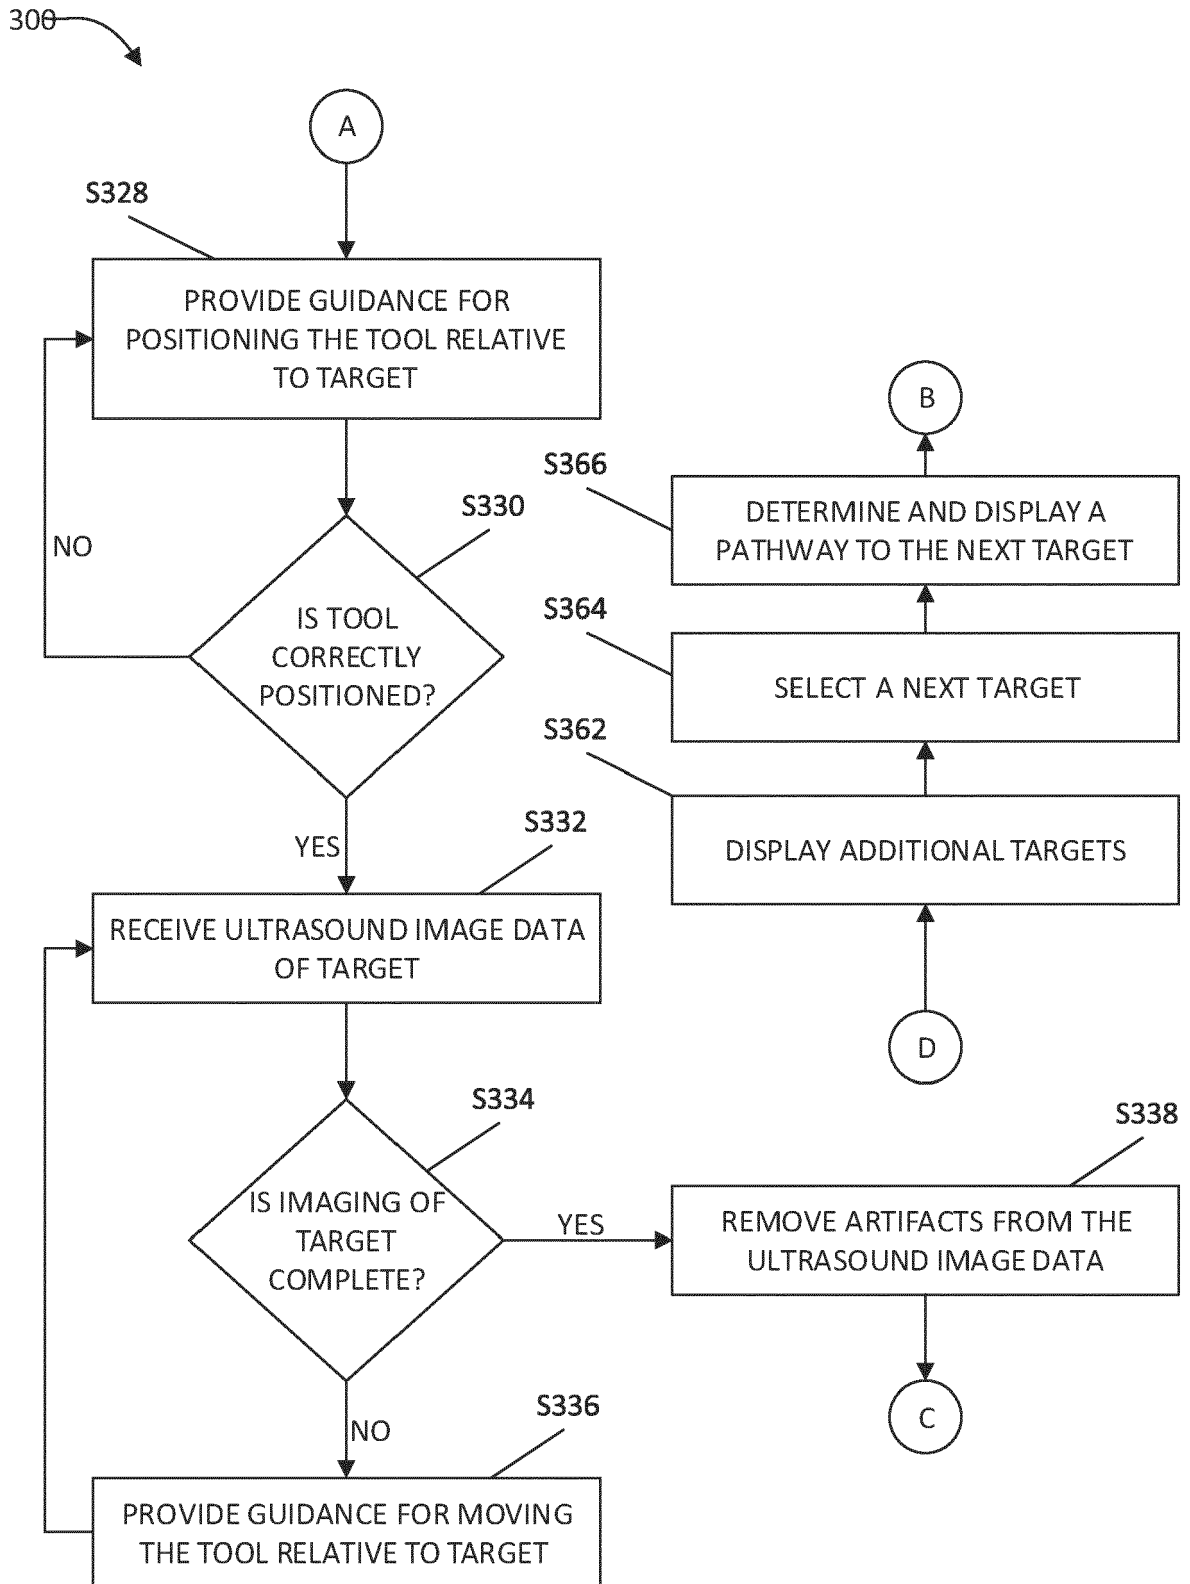 300
A
S328
PROVIDE GUIDANCE FOR
POSITIONING THE TOOL RELATIVE
TO TARGET
NO
S330
IS TOOL
CORRECTLY
POSITIONED?
YES
S332
RECEIVE ULTRASOUND IMAGE DATA
OF TARGET
S334
IS IMAGING OF
TARGET
COMPLETE?
YES
NO
S336
PROVIDE GUIDANCE FOR MOVING
THE TOOL RELATIVE TO TARGET
B
S366
DETERMINE AND DISPLAY A
PATHWAY TO THE NEXT TARGET
S364
SELECT A NEXT TARGET
S362
DISPLAY ADDITIONAL TARGETS
D
S338
REMOVE ARTIFACTS FROM THE
ULTRASOUND IMAGE DATA
C